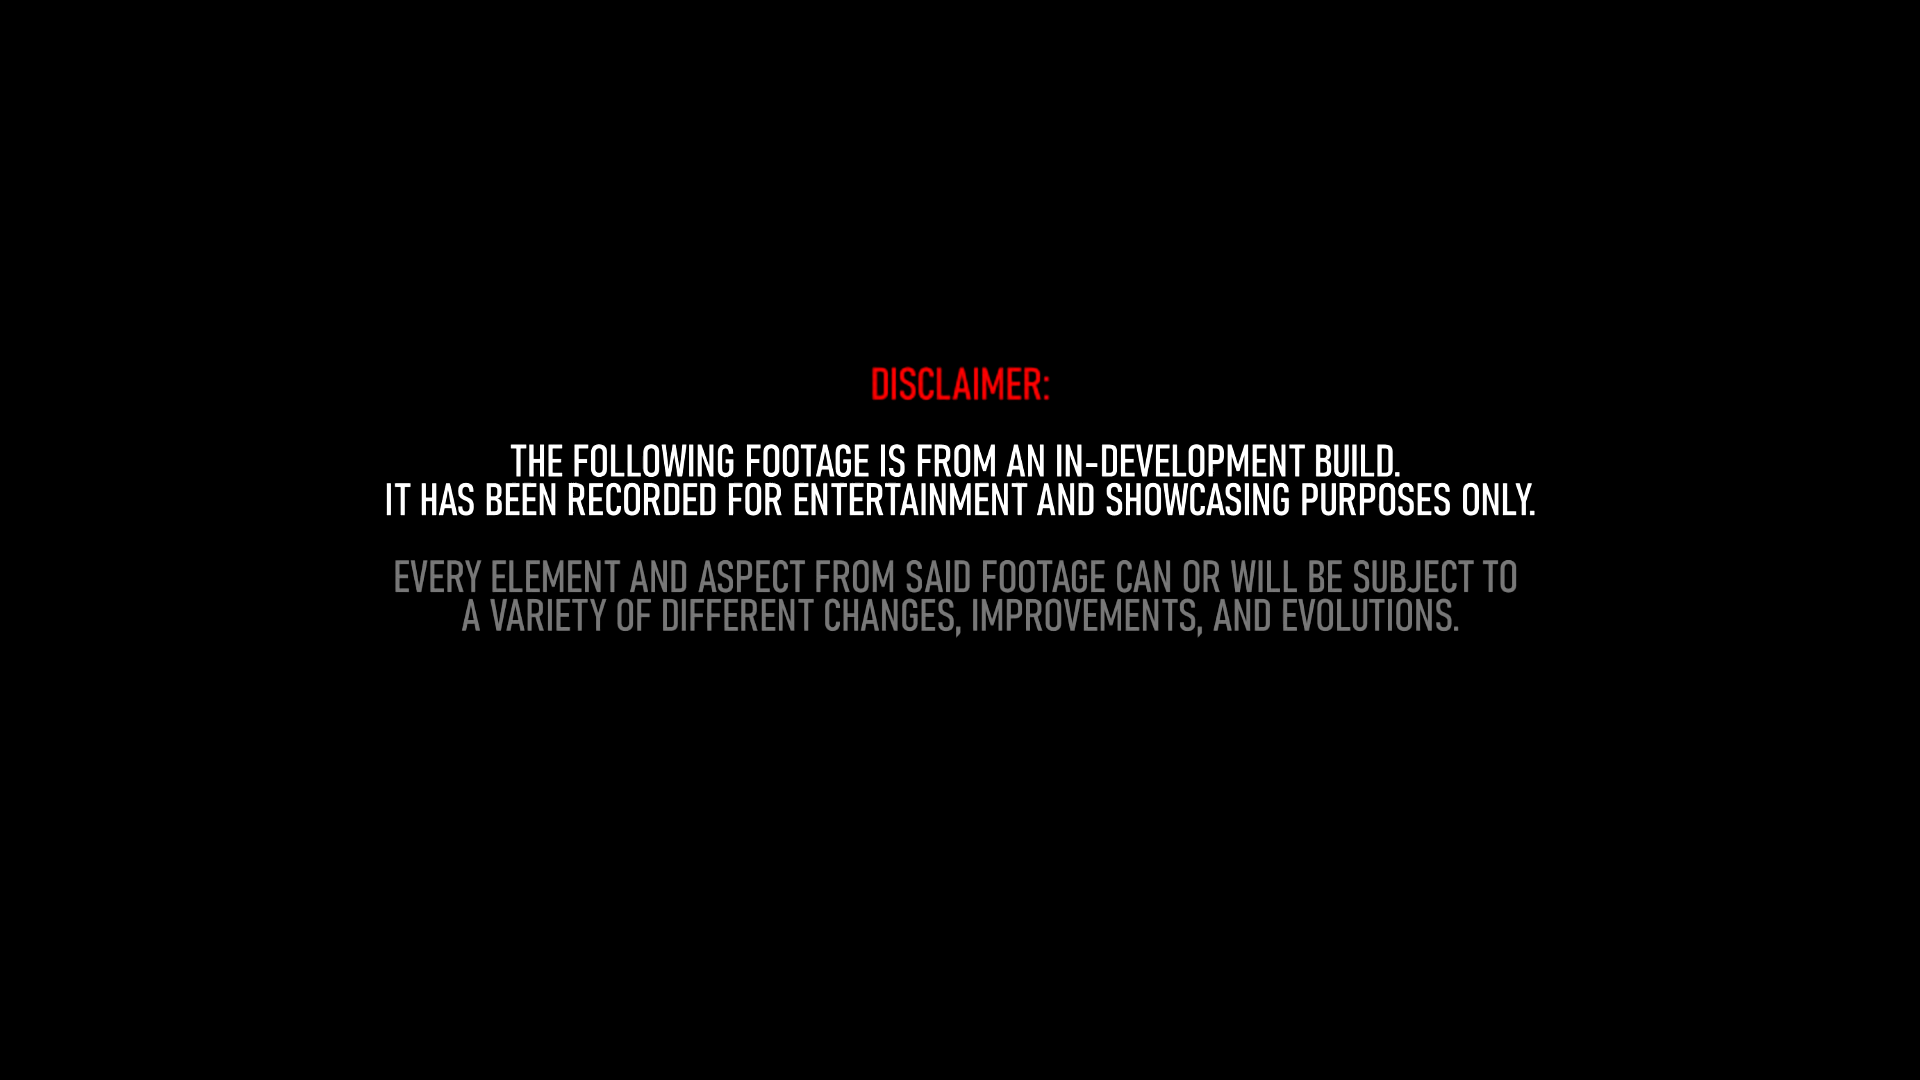 DISCLAIMER:
THE FOLLOWING FOOTAGE IS FROM AN IN-DEVELOPMENT BUILD.
IT HAS BEEN RECORDED FOR ENTERTAINMENT AND SHOWCASING PURPOSES ONLY.
EVERY ELEMENT AND ASPECT FROM SAID FOOTAGE CAN OR WILL BE SUBJECT TO
A VARIETY OF DIFFERENT CHANGES, IMPROVEMENTS, AND EVOLUTIONS.